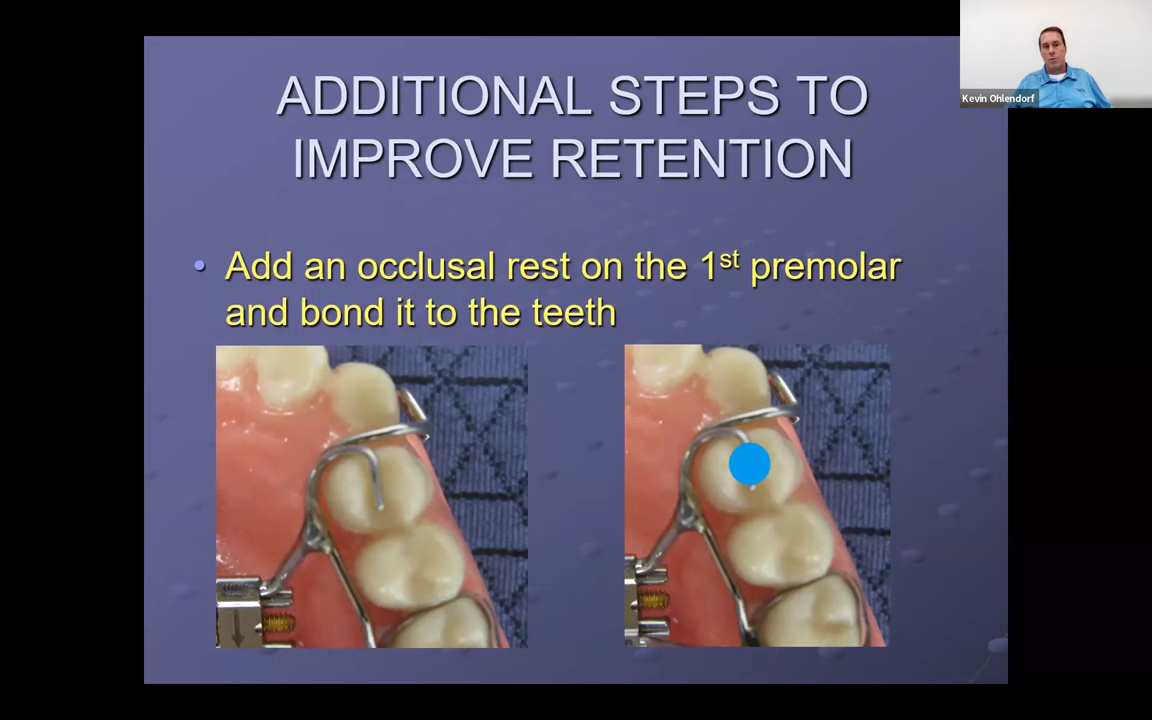 ADDITIONAL STEPS TO
IMPROVE RETENTION
• Add an occlusal rest on the 1st premolar
and bond it to the teeth
Kevin Ohlendorf